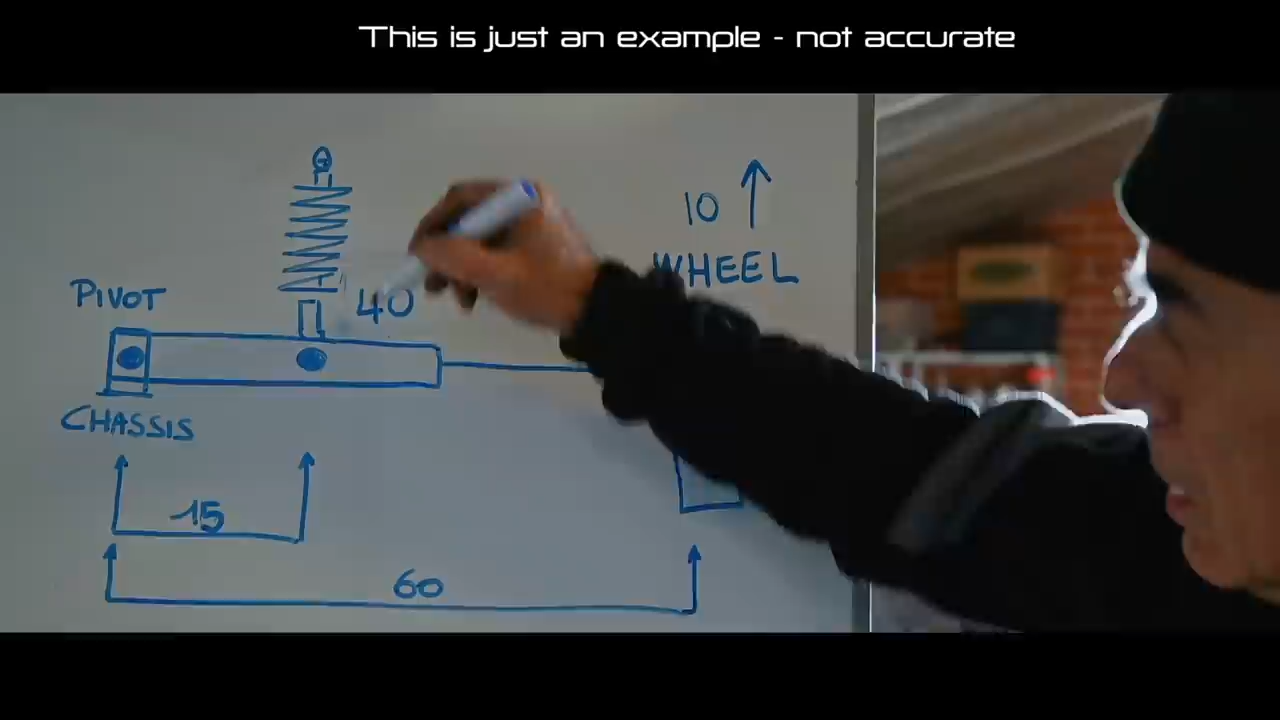 This is just an example - not accurate
10
WHEEL
40
PIVOT
CHASSIS
15
60